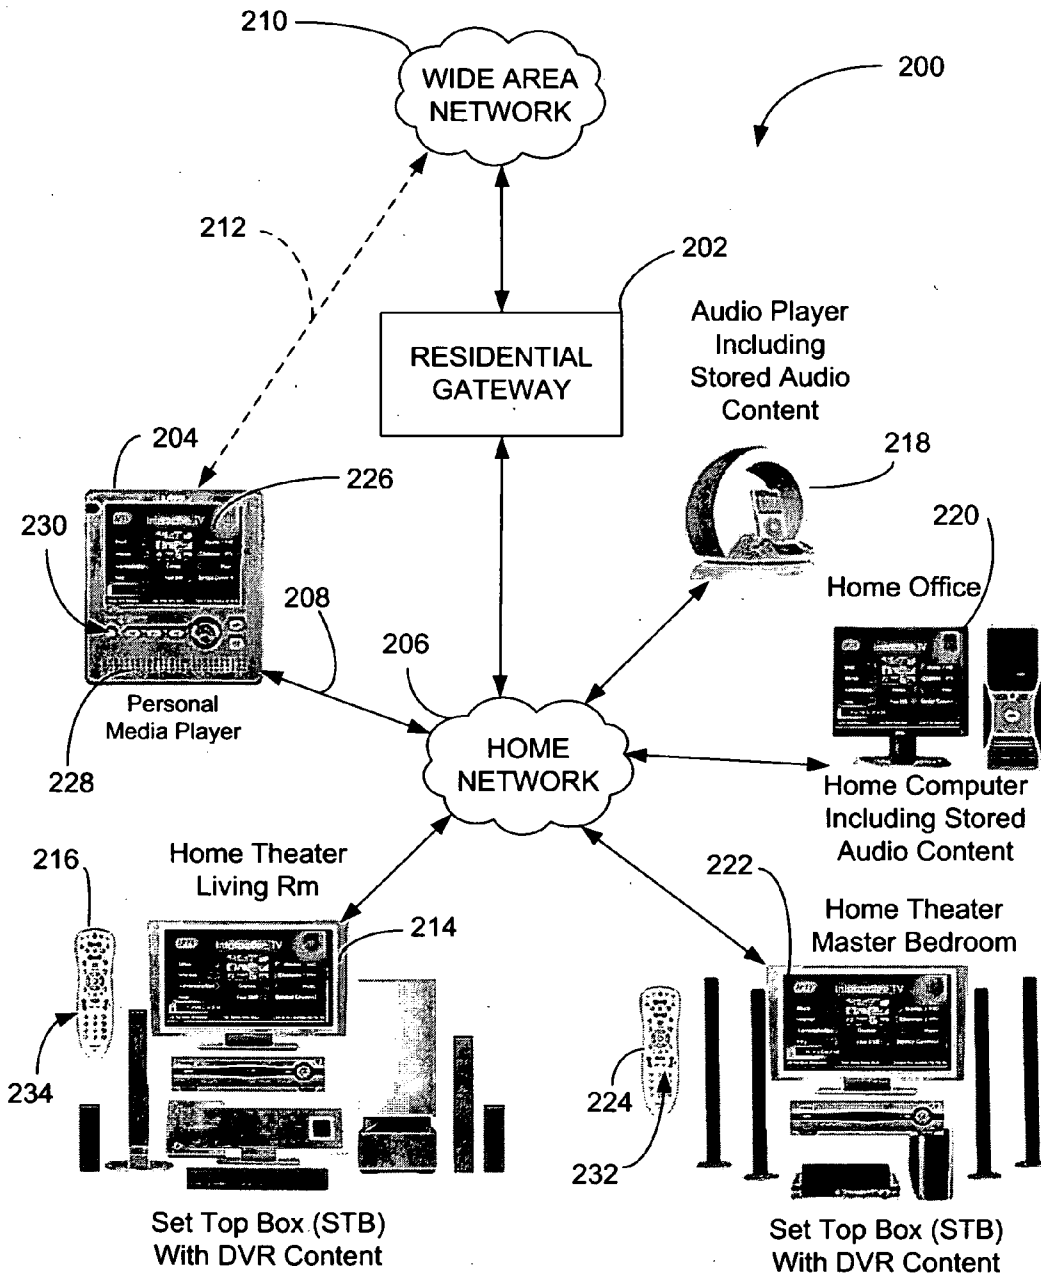 210
WIDE AREA
NETWORK
200
212
202
RESIDENTIAL
GATEWAY
Audio Player
Including
Stored Audio
Content
204
226
218
230
220
208
Home Office
206
Personal
Media Player
228
HOME
NETWORK
Home Computer
Including Stored
Audio Content
216
Home Theater
Living Rm
222
Home Theater
Master Bedroom
214
234
224
232
Set Top Box (STB)
With DVR Content
Set Top Box (STB)
With DVR Content